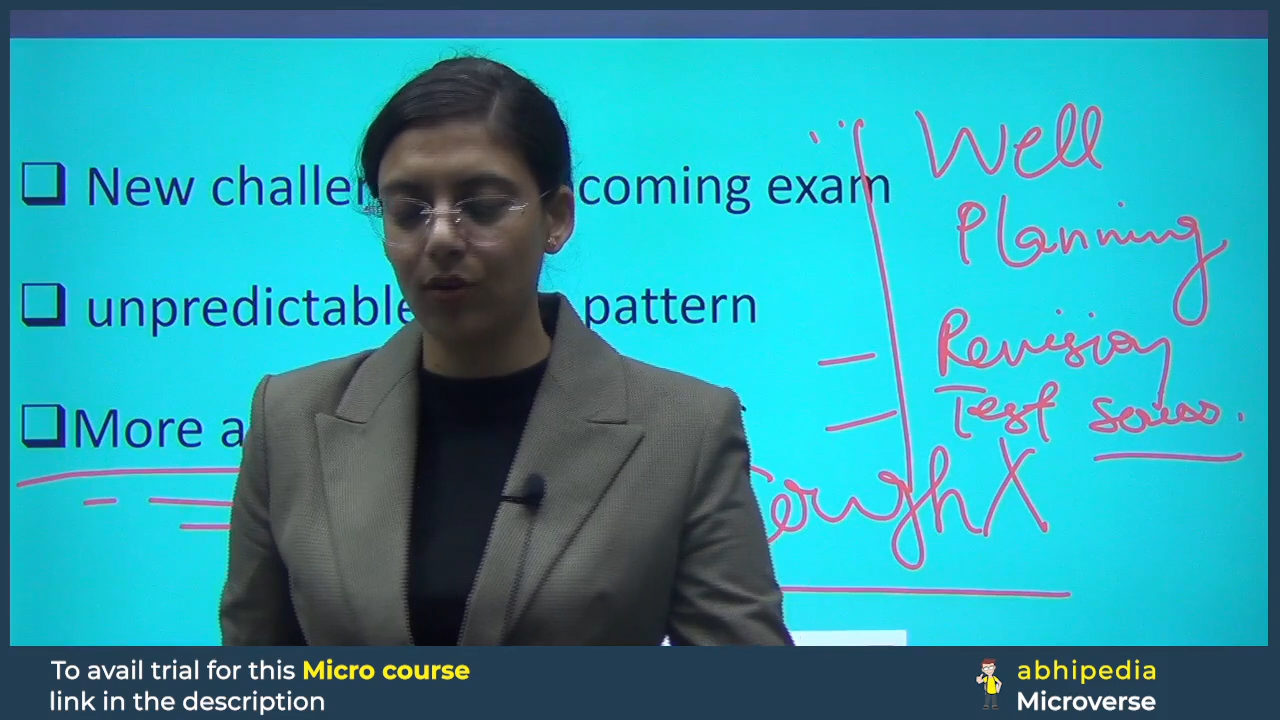 New challen coming exam
unpredictable pattern
More a
Well
Planning
Revision
Test series.
To avail trial for this Micro course
link in the description
abhipedia
Microverse